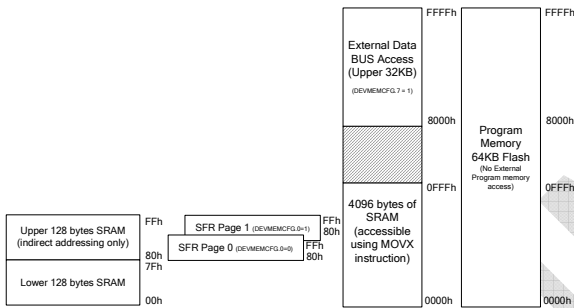 FFFFh
FFFFh
External Data
BUS Access
(Upper 32KB)
(DEVMEMCFG.7 = 1)
8000h
8000h
Program
Memory
64KB Flash
(No External
Program memory
access)
0FFFh
0FFFh
4096 bytes of
SRAM
(accessible
using MOVX
instruction)
0000h
0000h
Upper 128 bytes SRAM
(indirect addressing only)
FFh
80h
Lower 128 bytes SRAM
7Fh
00h
SFR Page 1 (DEVMEMCFG.0=1)
FFh
80h
SFR Page 0 (DEVMEMCFG.0=0)
FFh
80h